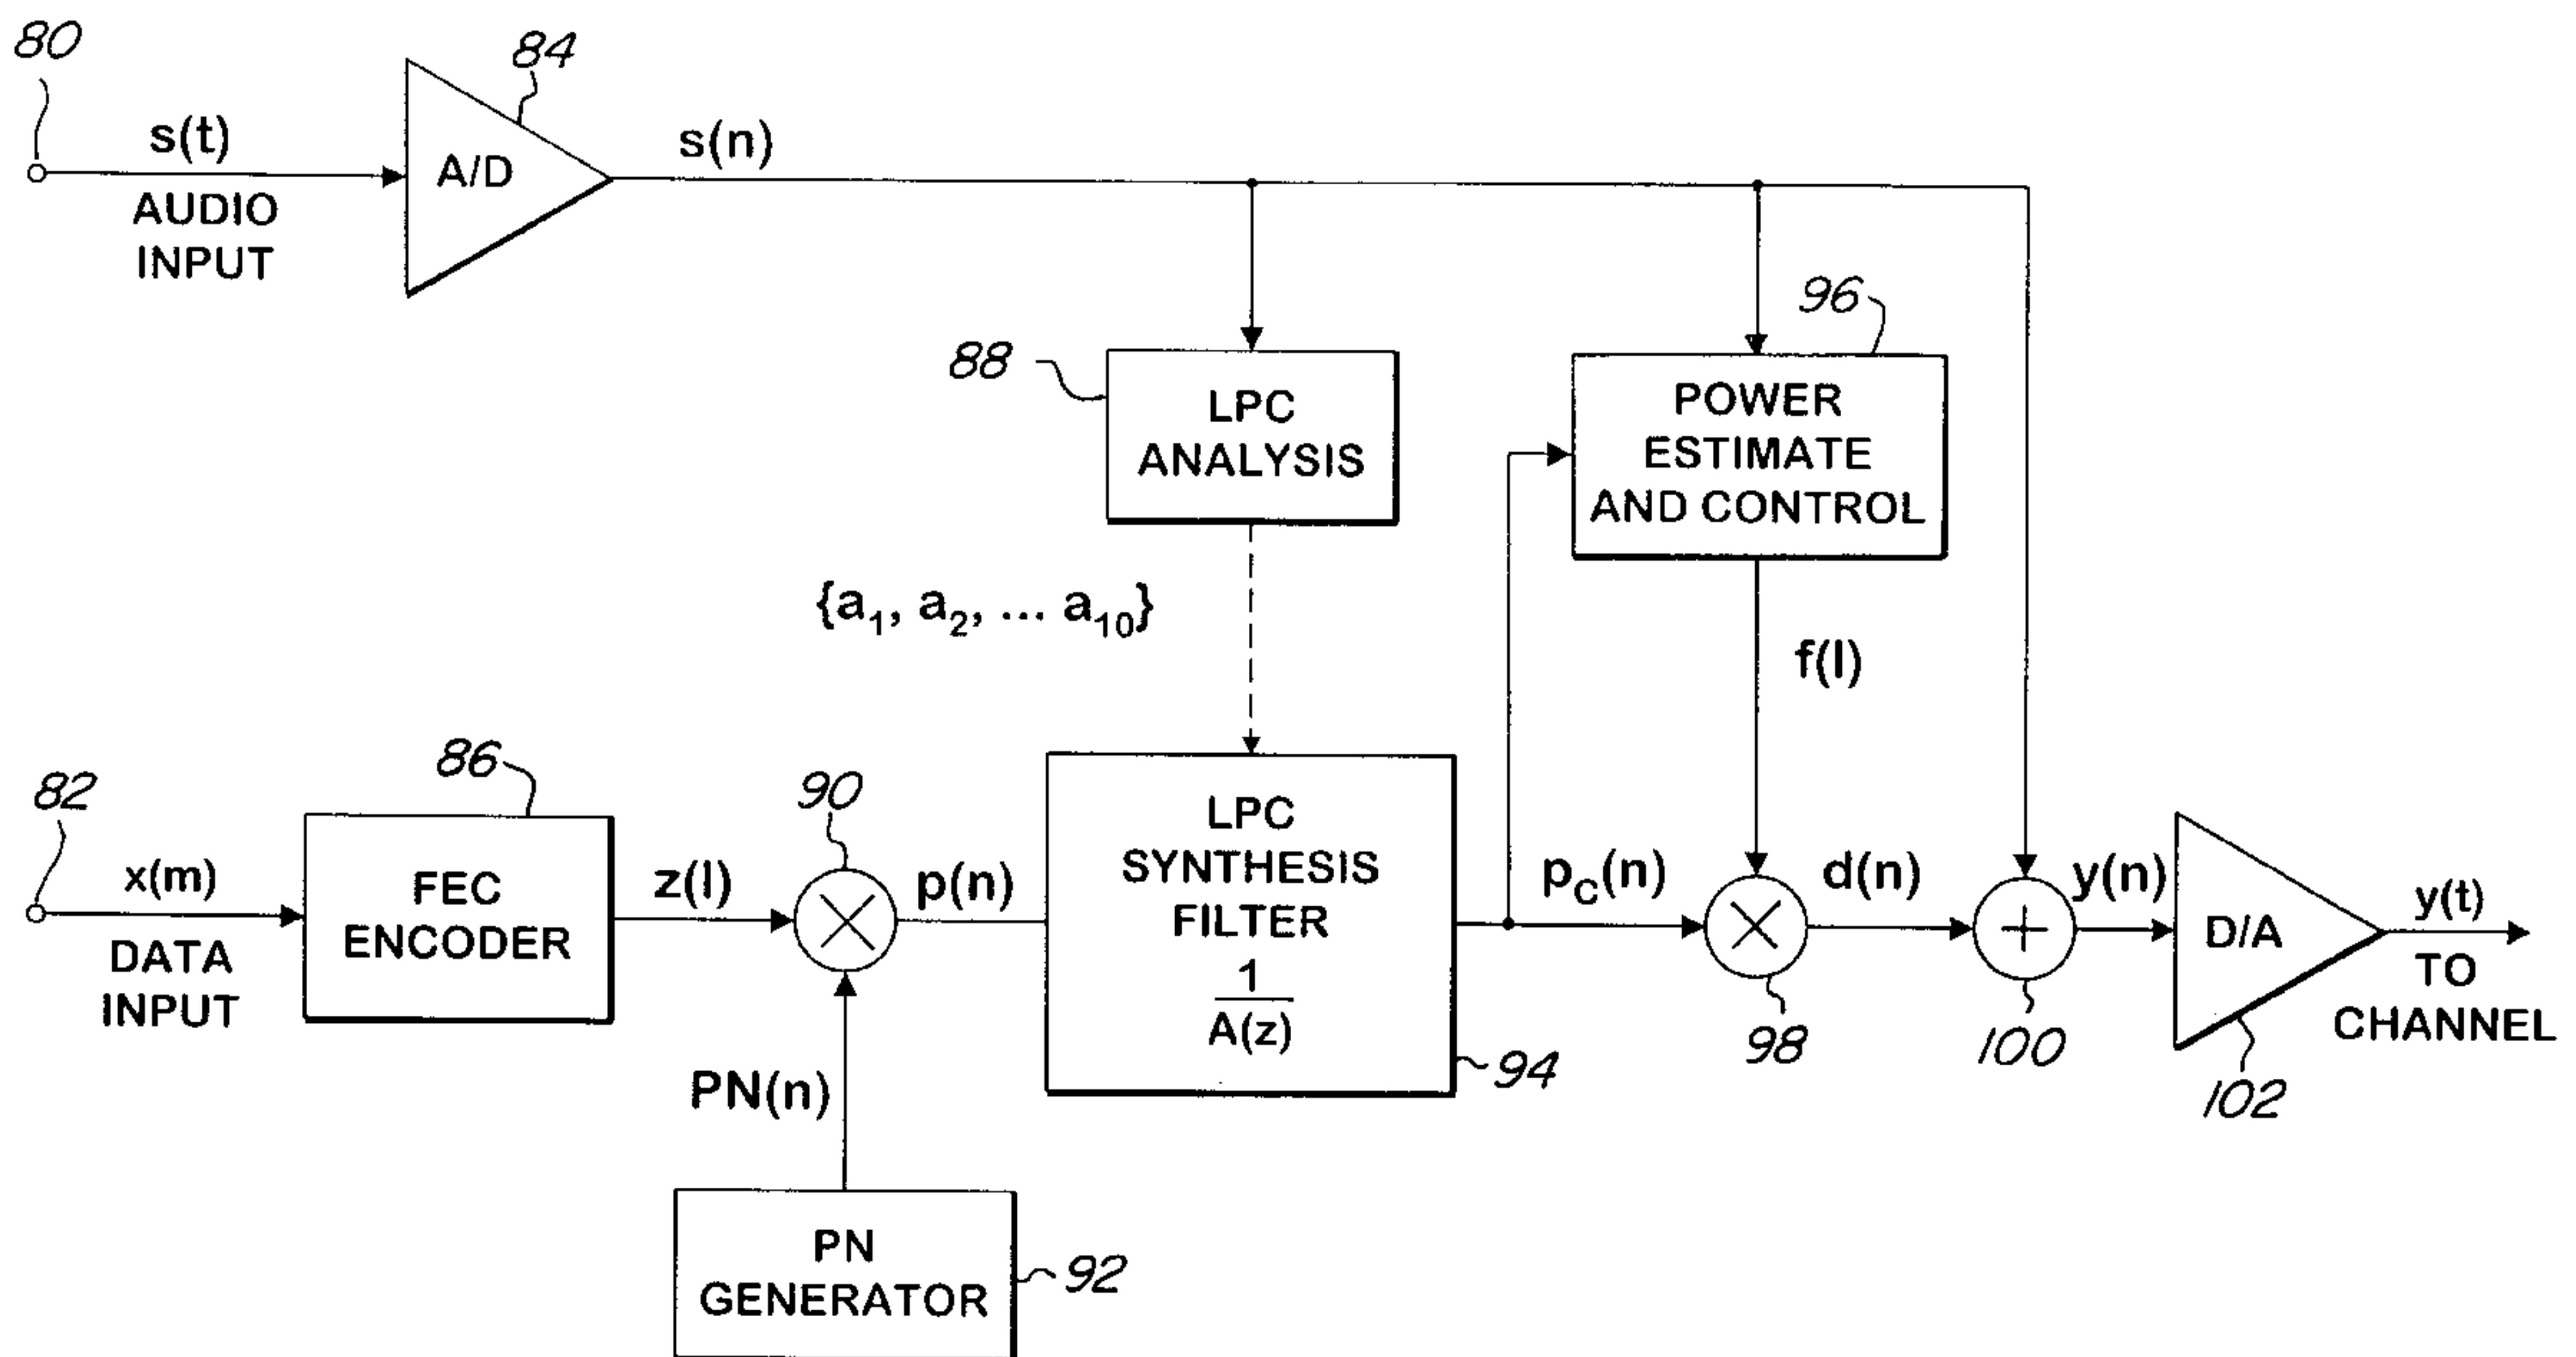 80
84
s(t)
A/D
s(n)
AUDIO
INPUT
96
88
LPC
ANALYSIS
POWER
ESTIMATE
AND CONTROL
{a1, a2, ... a10}
f(l)
82
86
90
x(m)
DATA
INPUT
FEC
ENCODER
z(l)
p(n)
LPC
SYNTHESIS
FILTER
1
A(z)
94
pC(n)
98
d(n)
100
y(n)
D/A
102
y(t)
TO
CHANNEL
PN(n)
PN
GENERATOR
92